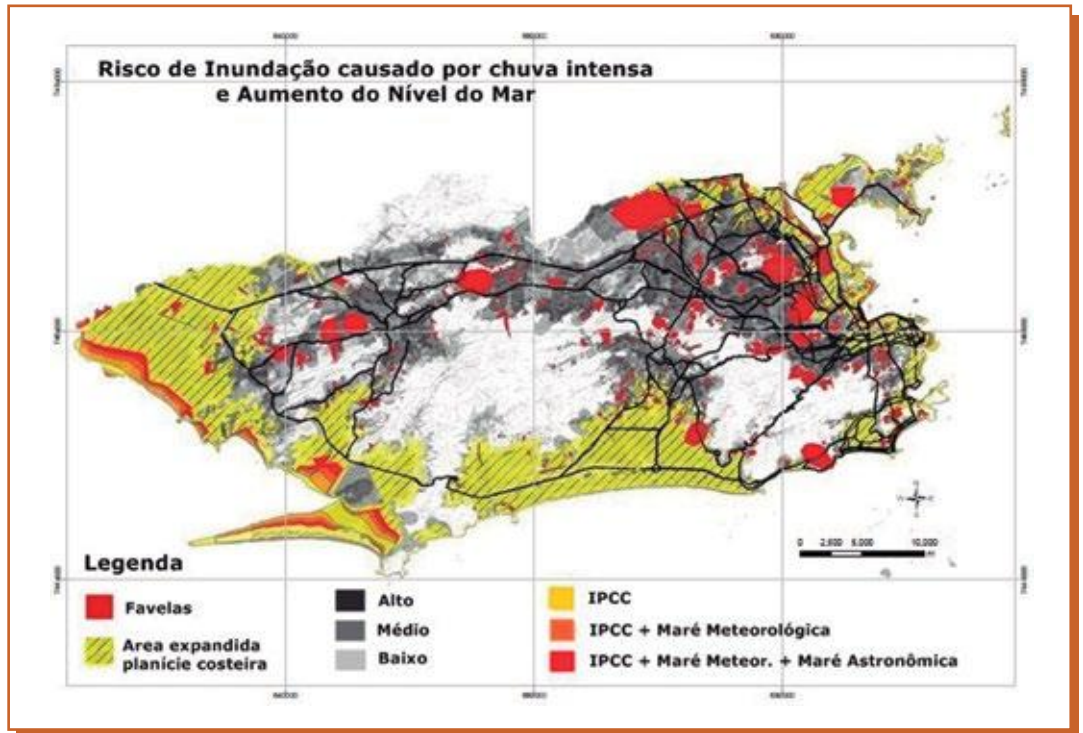 Risco de Inundação causado por chuva intensa
e Aumento do Nível do Mar
Legenda
Favelas
Area expandida
planície costeira
Alto
Médio
Baixo
IPCC
IPCC + Maré Meteorológica
IPCC + Maré Meteor. + Maré Astronômica
0 2,500 5,000 10,000